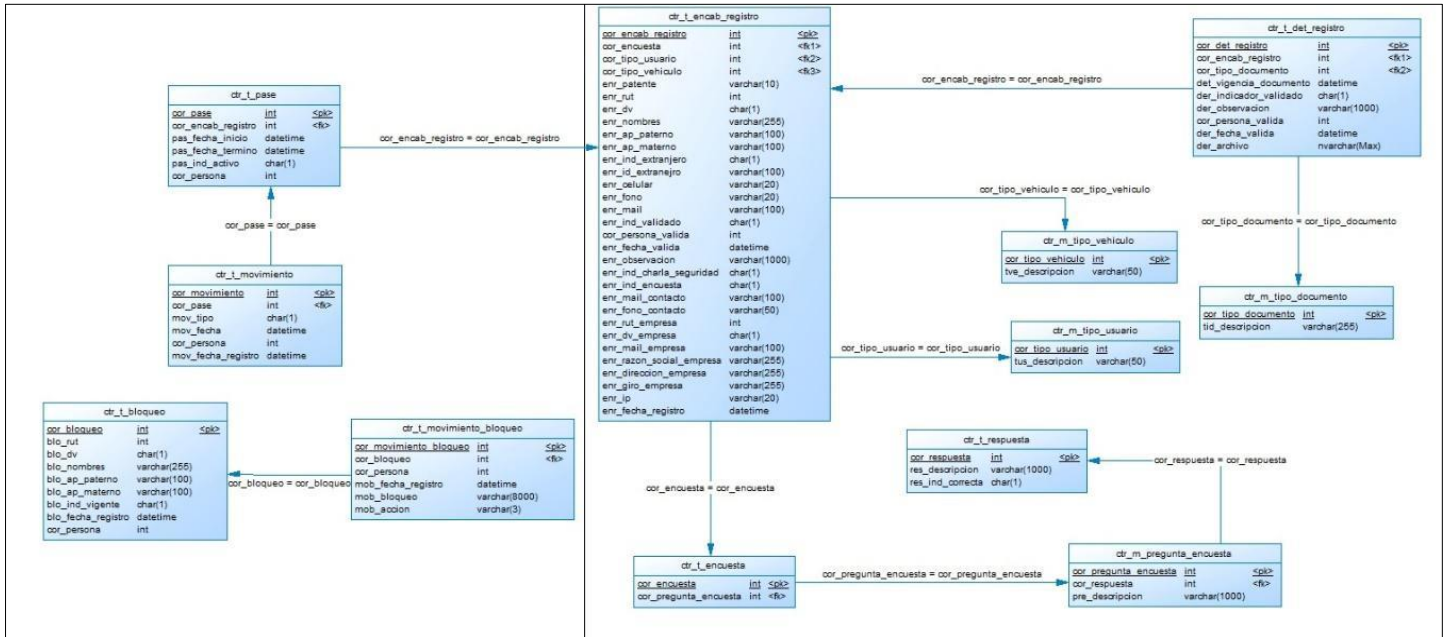 ctr_t_pase
cor_pase int <pk>
cor_encab_registro int <fk>
pas_fecha_inicio datetime
pas_fecha_termino datetime
pas_ind_activo char(1)
cor_persona int
cor_encab_registro = cor_encab_registro
cor_pase = cor_pase
ctr_t_movimiento
cor_movimiento int <pk>
cor_pase int <fk>
mov_tipo char(1)
mov_fecha datetime
cor_persona int
mov_fecha_registro datetime
ctr_t_bloqueo
cor_bloqueo int <pk>
blo_rut int
blo_dv char(1)
blo_nombres varchar(255)
blo_ap_paterno varchar(100)
blo_ap_materno varchar(100)
blo_ind_vigente char(1)
blo_fecha_registro datetime
cor_persona int
cor_bloqueo = cor_bloqueo
ctr_t_movimiento_bloqueo
cor_movimiento_bloqueo int <pk>
cor_bloqueo int <fk>
cor_persona int
mob_fecha_registro datetime
mob_bloqueo varchar(8000)
mob_accion varchar(3)
ctr_t_encab_registro
cor_encab_registro int <pk>
cor_encuesta int <fk1>
cor_tipo_usuario int <fk2>
cor_tipo_vehiculo int <fk3>
enr_patente varchar(10)
enr_rut int
enr_dv char(1)
enr_nombres varchar(255)
enr_ap_paterno varchar(100)
enr_ap_materno varchar(100)
enr_ind_extranjero char(1)
enr_id_extranejro varchar(100)
enr_celular varchar(20)
enr_fono varchar(20)
enr_mail varchar(100)
enr_ind_validado char(1)
cor_persona_valida int
enr_fecha_valida datetime
enr_observacion varchar(1000)
enr_ind_charla_seguridad char(1)
enr_ind_encuesta char(1)
enr_mail_contacto varchar(100)
enr_fono_contacto varchar(50)
enr_rut_empresa int
enr_dv_empresa char(1)
enr_mail_empresa varchar(100)
enr_razon_social_empresa varchar(255)
enr_direccion_empresa varchar(255)
enr_giro_empresa varchar(255)
enr_ip varchar(20)
enr_fecha_registro datetime
cor_encab_registro = cor_encab_registro
ctr_t_det_registro
cor_det_registro int <pk>
cor_encab_registro int <fk1>
cor_tipo_documento int <fk2>
det_vigencia_documento datetime
der_indicador_validado char(1)
der_observacion varchar(1000)
cor_persona_valida int
der_fecha_valida datetime
der_archivo nvarchar(Max)
cor_tipo_vehiculo = cor_tipo_vehiculo
cor_tipo_documento = cor_tipo_documento
ctr_m_tipo_vehiculo
cor_tipo_vehiculo int <pk>
tve_descripcion varchar(50)
ctr_m_tipo_documento
cor_tipo_documento int <pk>
tid_descripcion varchar(255)
cor_tipo_usuario = cor_tipo_usuario
ctr_m_tipo_usuario
cor_tipo_usuario int <pk>
tus_descripcion varchar(50)
ctr_t_respuesta
cor_respuesta int <pk>
res_descripcion varchar(1000)
res_ind_correcta char(1)
cor_respuesta = cor_respuesta
cor_encuesta = cor_encuesta
ctr_t_encuesta
cor_encuesta int <pk>
cor_pregunta_encuesta int <fk>
cor_pregunta_encuesta = cor_pregunta_encuesta
ctr_m_pregunta_encuesta
cor_pregunta_encuesta int <pk>
cor_respuesta int <fk>
pre_descripcion varchar(1000)